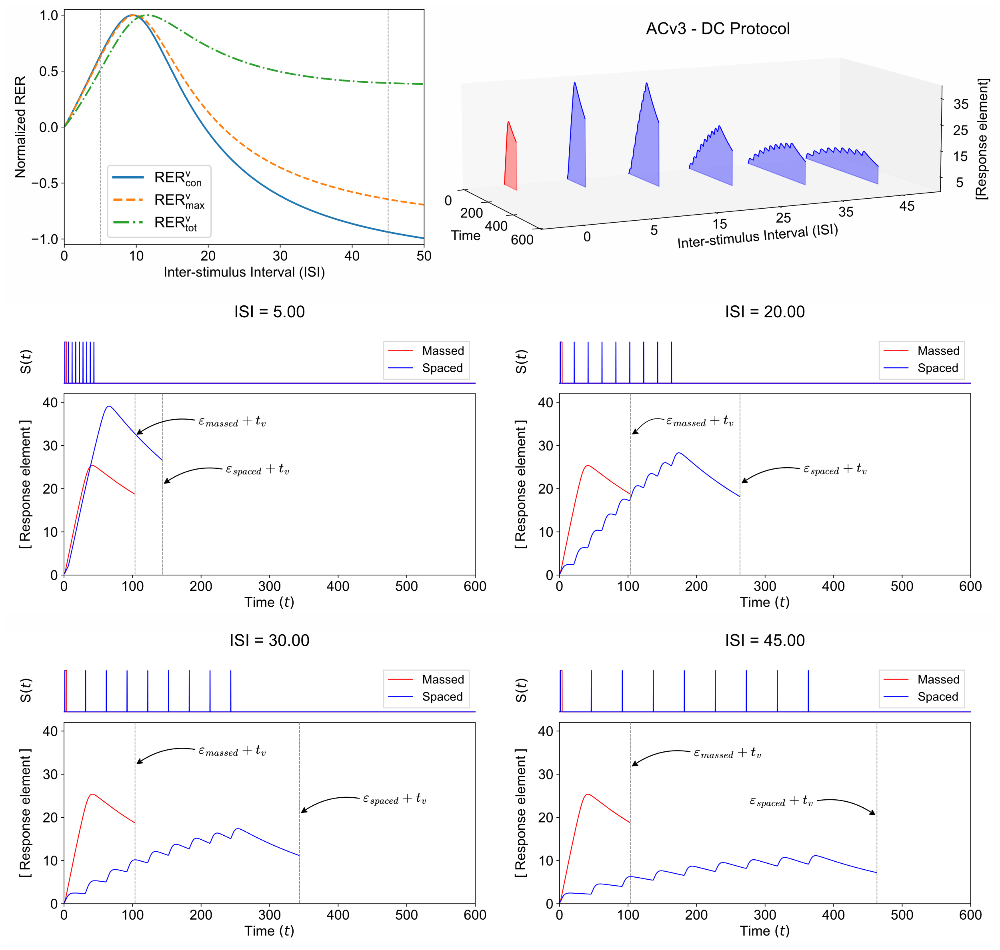 Normalized RER
1.0
0.5
0.0
−0.5
−1.0
RER^v_con
RER^v_max
RER^v_tot
0 10 20 30 40 50
Inter-stimulus Interval (ISI)
ACv3 - DC Protocol
[Response element]
35
25
15
5
0
200
400
600
Time
0 5 15 25 35 45
Inter-stimulus Interval (ISI)
ISI = 5.00
S(t)
Massed
Spaced
[ Response element ]
40
30
20
10
0
ε_massed + t_v
ε_spaced + t_v
0 100 200 300 400 500 600
Time (t)
ISI = 20.00
S(t)
Massed
Spaced
[ Response element ]
40
30
20
10
0
ε_massed + t_v
ε_spaced + t_v
0 100 200 300 400 500 600
Time (t)
ISI = 30.00
S(t)
Massed
Spaced
[ Response element ]
40
30
20
10
0
ε_massed + t_v
ε_spaced + t_v
0 100 200 300 400 500 600
Time (t)
ISI = 45.00
S(t)
Massed
Spaced
[ Response element ]
40
30
20
10
0
ε_massed + t_v
ε_spaced + t_v
0 100 200 300 400 500 600
Time (t)